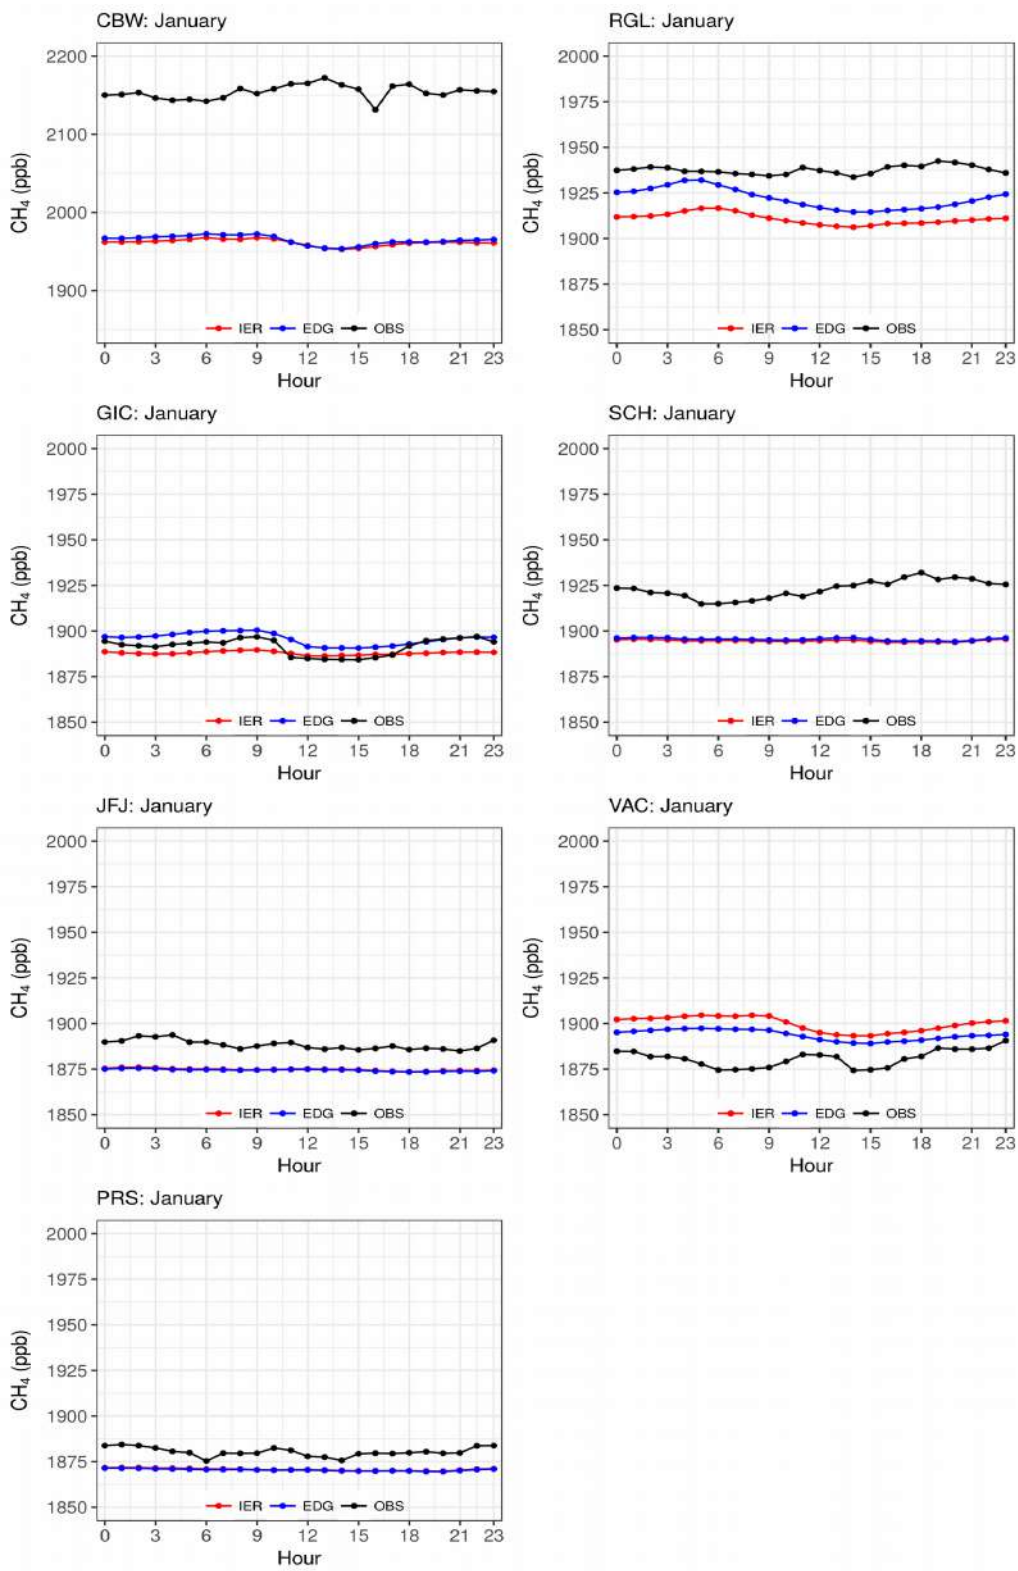 CBW: January
CH₄ (ppb)
2200
2100
2000
1900
IER EDG OBS
0 3 6 9 12 15 18 21 23
Hour
RGL: January
CH₄ (ppb)
2000
1975
1950
1925
1900
1875
1850
IER EDG OBS
0 3 6 9 12 15 18 21 23
Hour
GIC: January
CH₄ (ppb)
2000
1975
1950
1925
1900
1875
1850
IER EDG OBS
0 3 6 9 12 15 18 21 23
Hour
SCH: January
CH₄ (ppb)
2000
1975
1950
1925
1900
1875
1850
IER EDG OBS
0 3 6 9 12 15 18 21 23
Hour
JFJ: January
CH₄ (ppb)
2000
1975
1950
1925
1900
1875
1850
IER EDG OBS
0 3 6 9 12 15 18 21 23
Hour
VAC: January
CH₄ (ppb)
2000
1975
1950
1925
1900
1875
1850
IER EDG OBS
0 3 6 9 12 15 18 21 23
Hour
PRS: January
CH₄ (ppb)
2000
1975
1950
1925
1900
1875
1850
IER EDG OBS
0 3 6 9 12 15 18 21 23
Hour